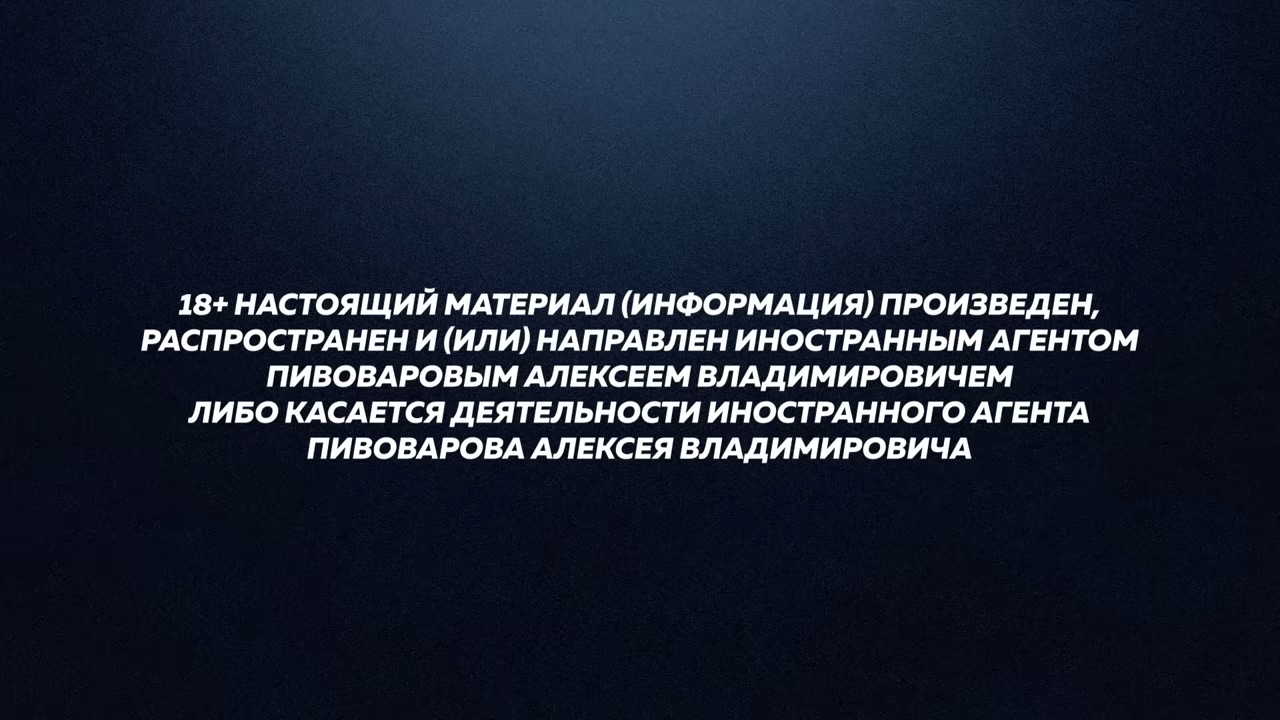 18+ НАСТОЯЩИЙ МАТЕРИАЛ (ИНФОРМАЦИЯ) ПРОИЗВЕДЕН,
РАСПРОСТРАНЕН И (ИЛИ) НАПРАВЛЕН ИНОСТРАННЫМ АГЕНТОМ
ПИВОВАРОВЫМ АЛЕКСЕЕМ ВЛАДИМИРОВИЧЕМ
ЛИБО КАСАЕТСЯ ДЕЯТЕЛЬНОСТИ ИНОСТРАННОГО АГЕНТА
ПИВОВАРОВА АЛЕКСЕЯ ВЛАДИМИРОВИЧА